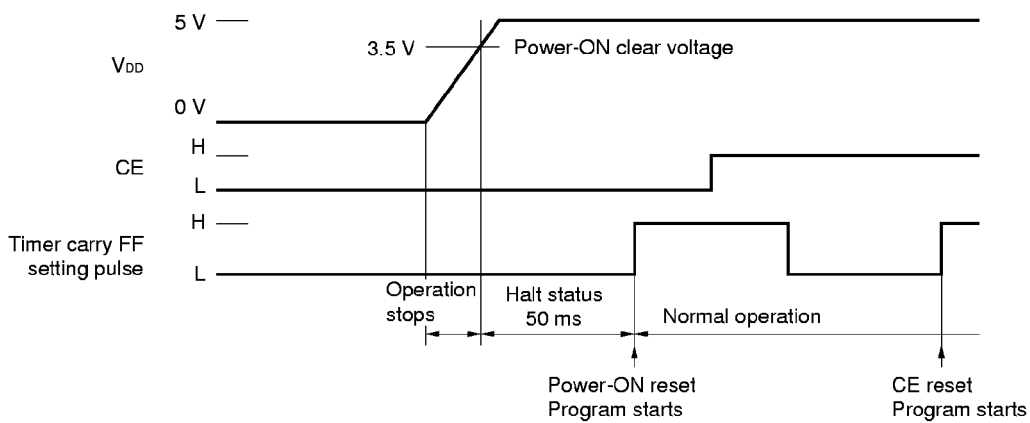 5 V
3.5 V
Power-ON clear voltage
VDD
0 V
H
CE
L
H
Timer carry FF
setting pulse
L
Operation
stops
Halt status
50 ms
Normal operation
Power-ON reset
Program starts
CE reset
Program starts